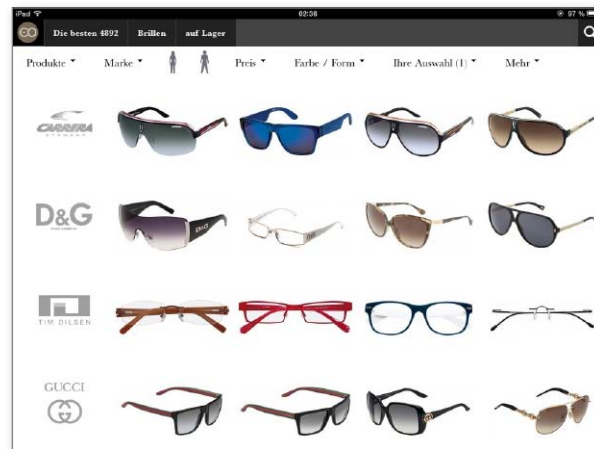 iPad 02:36 97 %
Die besten 4892 Brillen auf Lager
Produkte Marke Preis Farbe / Form Ihre Auswahl (1) Mehr
CARRERA
D&G
TIM DILSEN
GUCCI